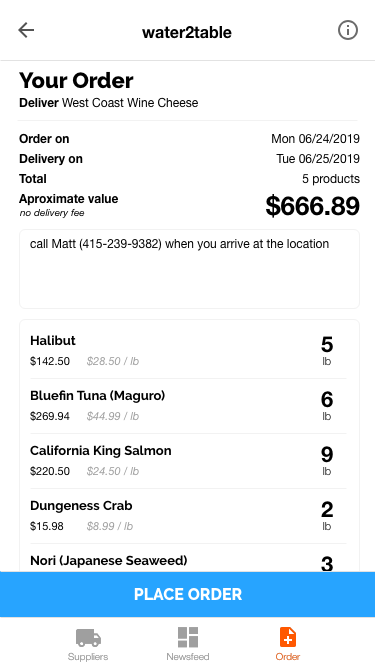 water2table
Your Order
Deliver West Coast Wine Cheese
Order on Mon 06/24/2019
Delivery on Tue 06/25/2019
Total 5 products
Aproximate value $666.89
no delivery fee
call Matt (415-239-9382) when you arrive at the location
Halibut 5
$142.50 $28.50 / lb lb
Bluefin Tuna (Maguro) 6
$269.94 $44.99 / lb lb
California King Salmon 9
$220.50 $24.50 / lb lb
Dungeness Crab 2
$15.98 $8.99 / lb lb
Nori (Japanese Seaweed) 3
PLACE ORDER
Suppliers Newsfeed Order